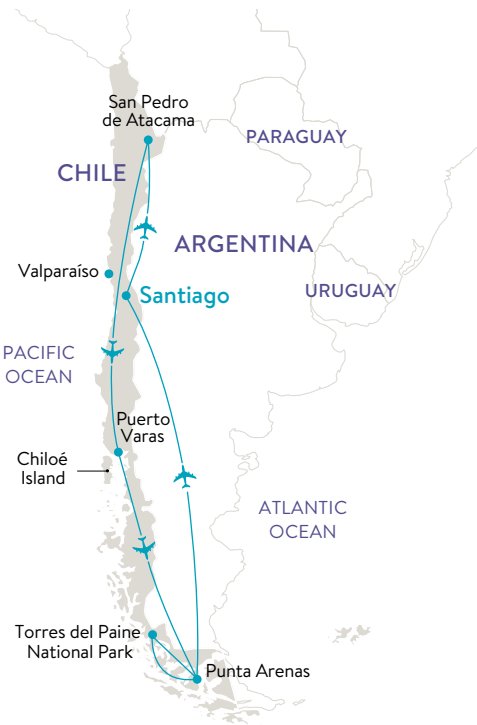 San Pedro
de Atacama
PARAGUAY
CHILE
ARGENTINA
Valparaíso
Santiago
URUGUAY
PACIFIC
OCEAN
Puerto
Varas
Chiloé
Island
ATLANTIC
OCEAN
Torres del Paine
National Park
Punta Arenas